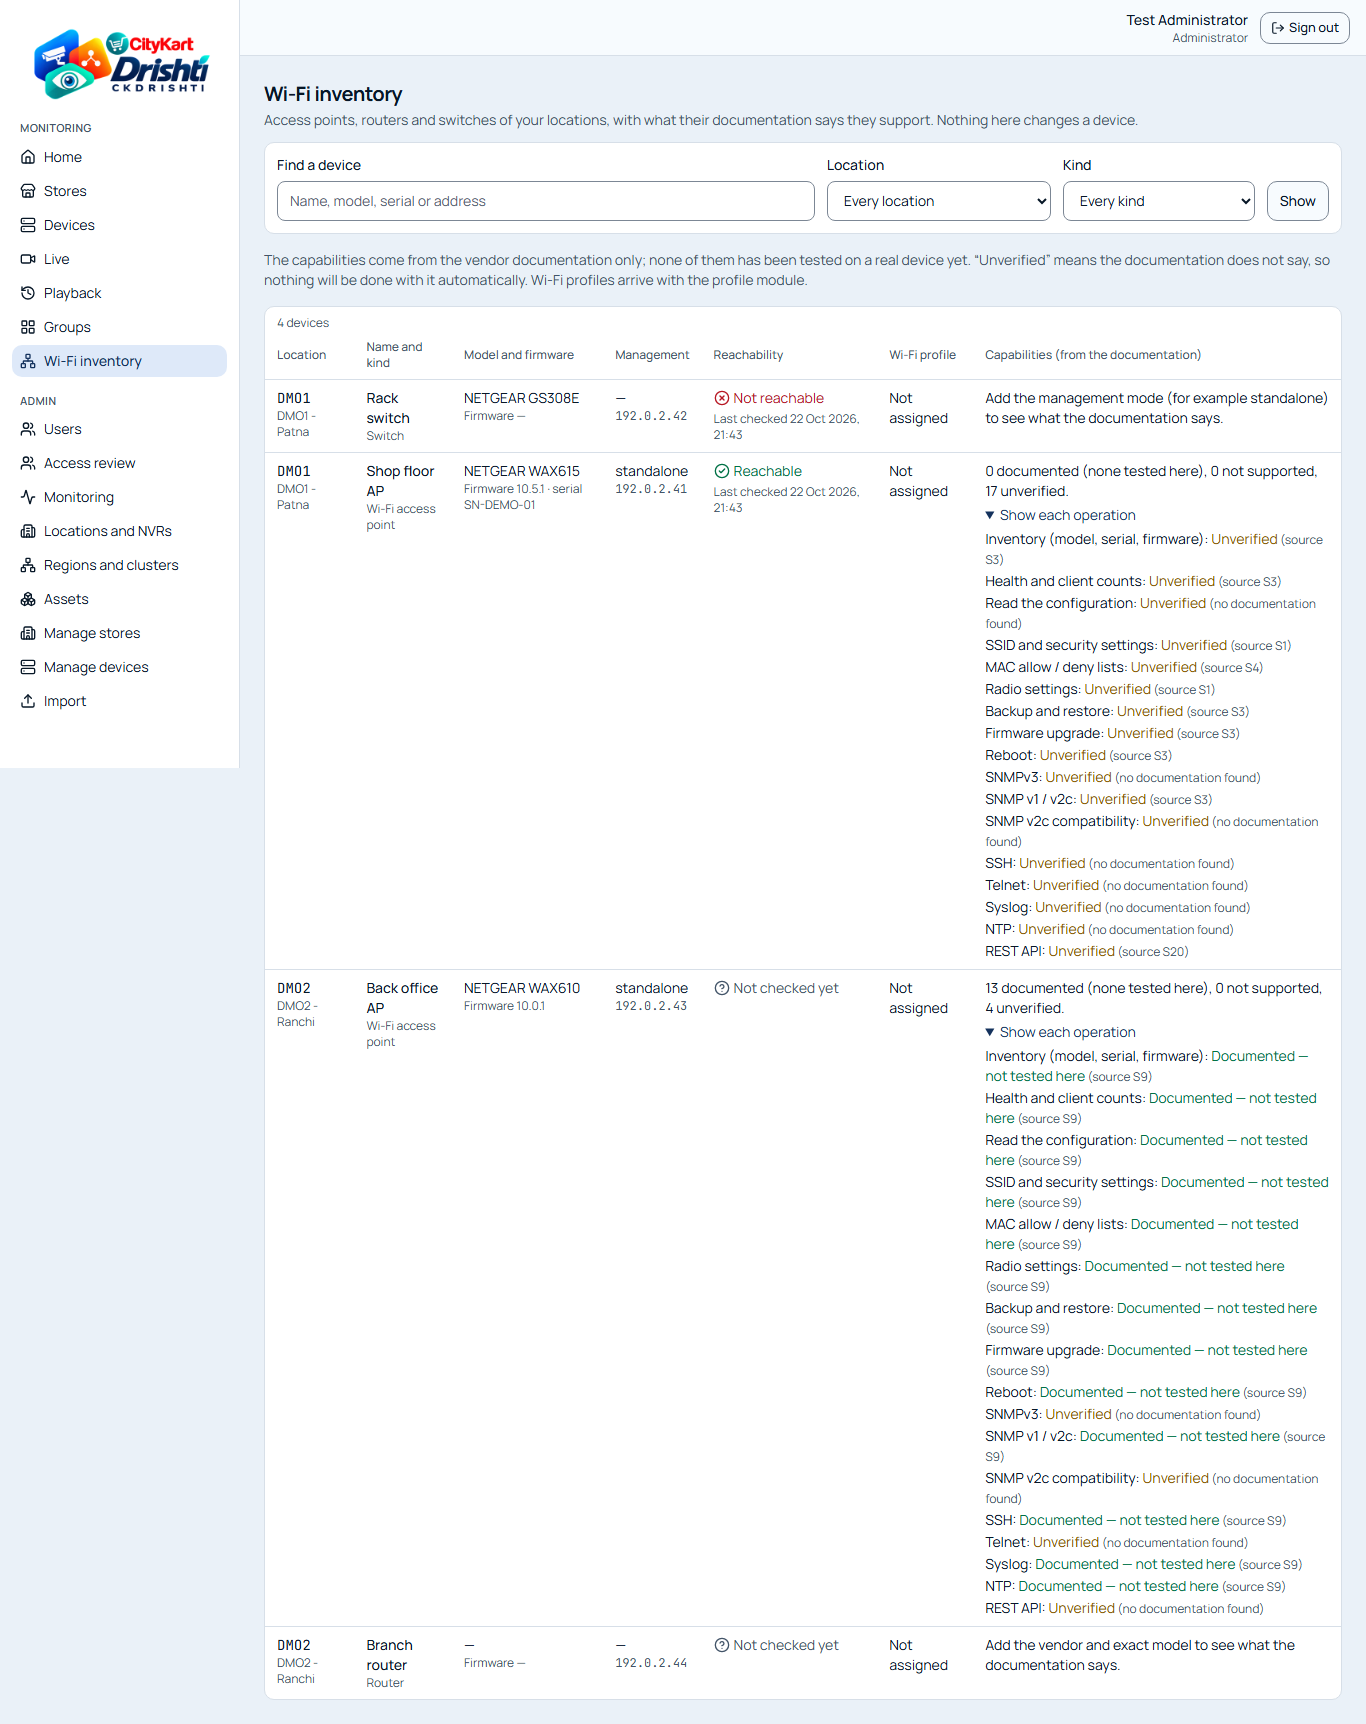 CityKart
Drishti
CKDRISHTI
MONITORING
Home
Stores
Devices
Live
Playback
Groups
Wi-Fi inventory
ADMIN
Users
Access review
Monitoring
Locations and NVRs
Regions and clusters
Assets
Manage stores
Manage devices
Import
Test Administrator
Administrator
Sign out
Wi-Fi inventory
Access points, routers and switches of your locations, with what their documentation says they support. Nothing here changes a device.
Find a device
Location
Kind
Name, model, serial or address
Every location
Every kind
Show
The capabilities come from the vendor documentation only; none of them has been tested on a real device yet. “Unverified” means the documentation does not say, so
nothing will be done with it automatically. Wi-Fi profiles arrive with the profile module.
4 devices
Location
Name and
kind
Model and firmware
Management
Reachability
Wi-Fi profile
Capabilities (from the documentation)
DM01
DMO1 -
Patna
Rack
switch
Switch
NETGEAR GS308E
Firmware —
—
192.0.2.42
Not reachable
Last checked 22 Oct 2026,
21:43
Not
assigned
Add the management mode (for example standalone)
to see what the documentation says.
DM01
DMO1 -
Patna
Shop floor
AP
Wi-Fi access
point
NETGEAR WAX615
Firmware 10.5.1 · serial
SN-DEMO-01
standalone
192.0.2.41
Reachable
Last checked 22 Oct 2026,
21:43
Not
assigned
0 documented (none tested here), 0 not supported,
17 unverified.
Show each operation
Inventory (model, serial, firmware): Unverified (source
S3)
Health and client counts: Unverified (source S3)
Read the configuration: Unverified (no documentation
found)
SSID and security settings: Unverified (source S1)
MAC allow / deny lists: Unverified (source S4)
Radio settings: Unverified (source S1)
Backup and restore: Unverified (source S3)
Firmware upgrade: Unverified (source S3)
Reboot: Unverified (source S3)
SNMPv3: Unverified (no documentation found)
SNMP v1 / v2c: Unverified (source S3)
SNMP v2c compatibility: Unverified (no documentation
found)
SSH: Unverified (no documentation found)
Telnet: Unverified (no documentation found)
Syslog: Unverified (no documentation found)
NTP: Unverified (no documentation found)
REST API: Unverified (source S20)
DM02
DMO2 -
Ranchi
Back office
AP
Wi-Fi access
point
NETGEAR WAX610
Firmware 10.0.1
standalone
192.0.2.43
Not checked yet
Not
assigned
13 documented (none tested here), 0 not supported,
4 unverified.
Show each operation
Inventory (model, serial, firmware): Documented —
not tested here (source S9)
Health and client counts: Documented — not tested
here (source S9)
Read the configuration: Documented — not tested
here (source S9)
SSID and security settings: Documented — not tested
here (source S9)
MAC allow / deny lists: Documented — not tested
here (source S9)
Radio settings: Documented — not tested here
(source S9)
Backup and restore: Documented — not tested here
(source S9)
Firmware upgrade: Documented — not tested here
(source S9)
Reboot: Documented — not tested here (source S9)
SNMPv3: Unverified (no documentation found)
SNMP v1 / v2c: Documented — not tested here (source
S9)
SNMP v2c compatibility: Unverified (no documentation
found)
SSH: Documented — not tested here (source S9)
Telnet: Unverified (no documentation found)
Syslog: Documented — not tested here (source S9)
NTP: Documented — not tested here (source S9)
REST API: Unverified (no documentation found)
DM02
DMO2 -
Ranchi
Branch
router
Router
—
Firmware —
—
192.0.2.44
Not checked yet
Not
assigned
Add the vendor and exact model to see what the
documentation says.